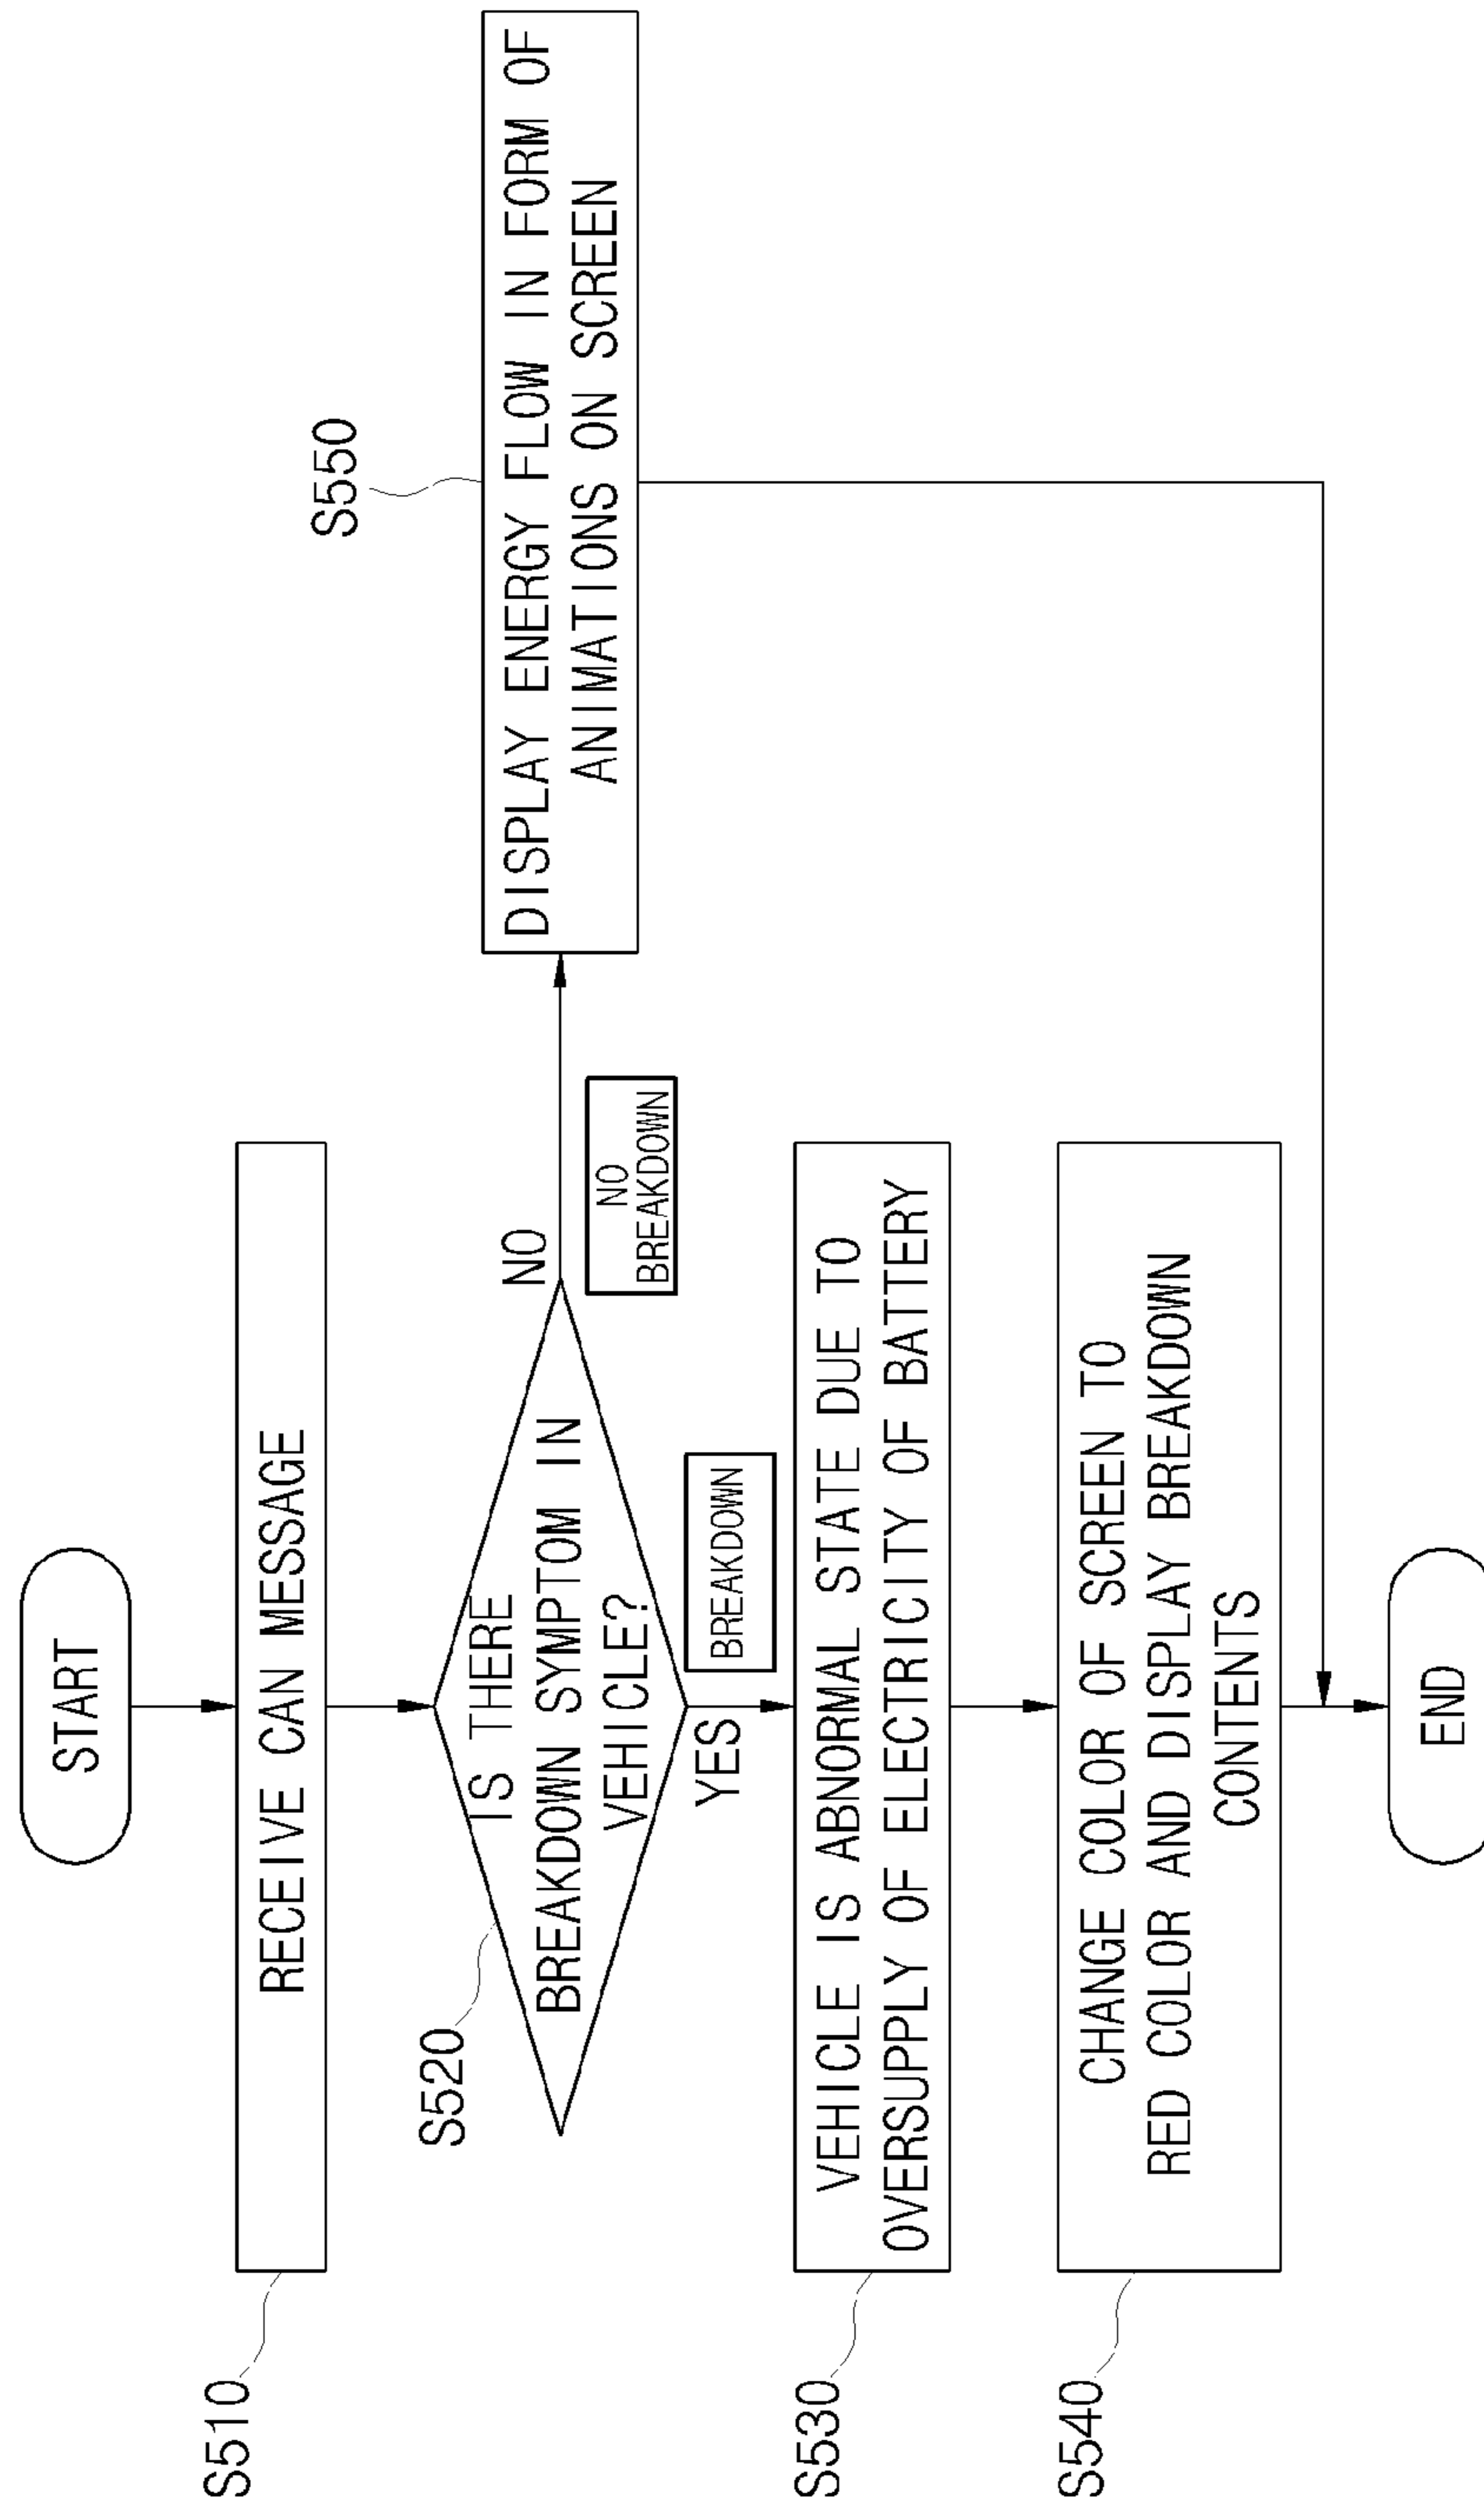 START
S510
RECEIVE CAN MESSAGE
S520
IS THERE
BREAKDOWN SYMPTOM IN
VEHICLE?
NO
NO
BREAKDOWN
S550
DISPLAY ENERGY FLOW IN FORM OF
ANIMATIONS ON SCREEN
YES
BREAKDOWN
S530
VEHICLE IS ABNORMAL STATE DUE TO
OVERSUPPLY OF ELECTRICITY OF BATTERY
S540
CHANGE COLOR OF SCREEN TO
RED COLOR AND DISPLAY BREAKDOWN
CONTENTS
END